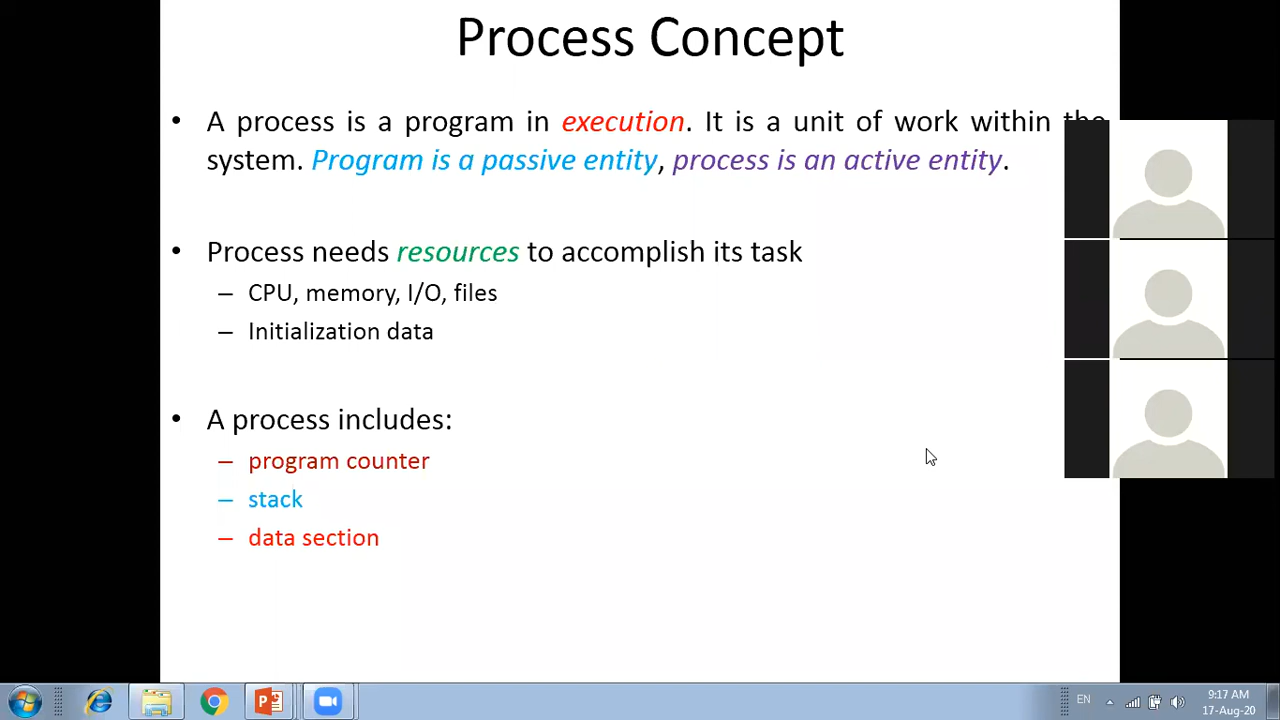 Process Concept
• A process is a program in execution. It is a unit of work within the
system. Program is a passive entity, process is an active entity.
• Process needs resources to accomplish its task
– CPU, memory, I/O, files
– Initialization data
• A process includes:
– program counter
– stack
– data section
EN
9:17 AM
17-Aug-20